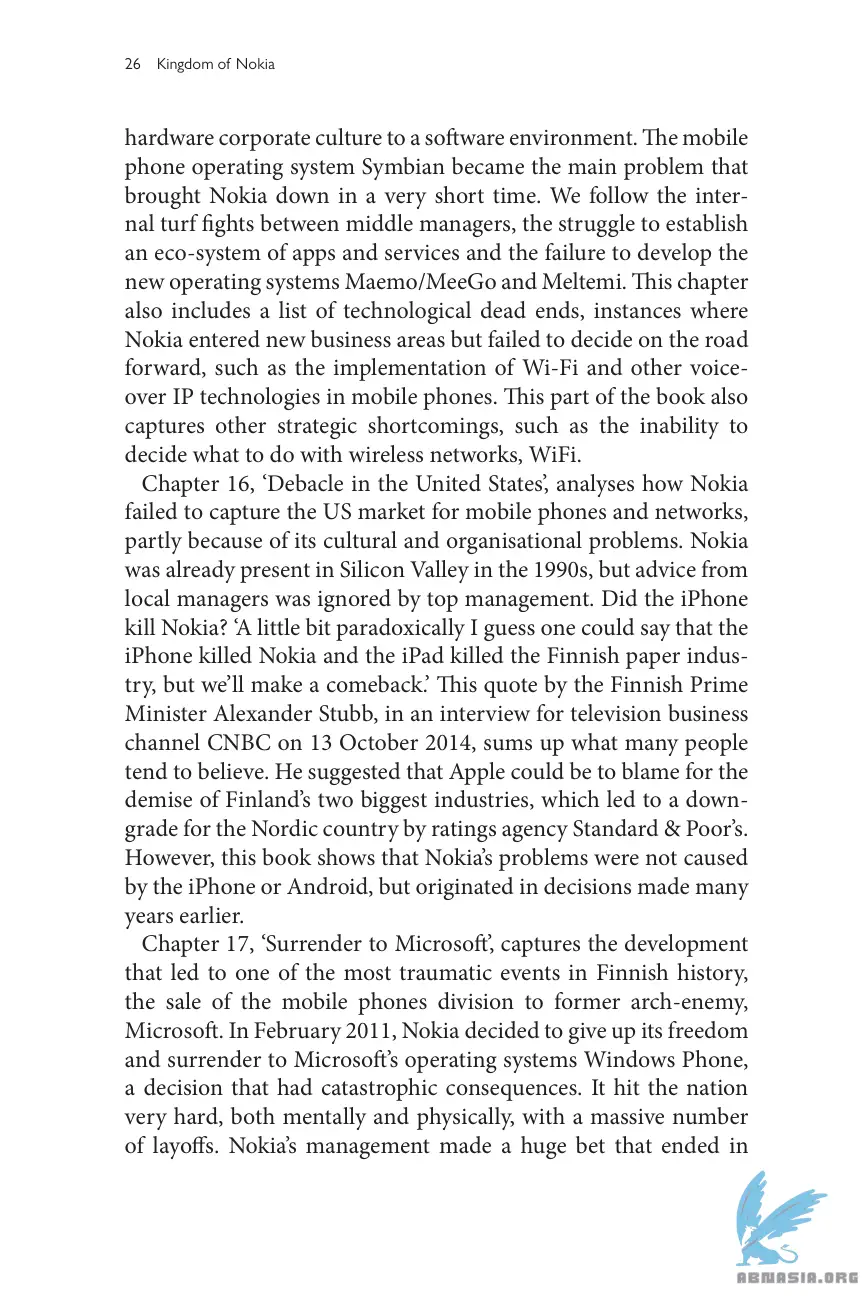 26 Kingdom of Nokia
hardware corporate culture to a software environment. The mobile
phone operating system Symbian became the main problem that
brought Nokia down in a very short time. We follow the inter-
nal turf fights between middle managers, the struggle to establish
an eco-system of apps and services and the failure to develop the
new operating systems Maemo/MeeGo and Meltemi. This chapter
also includes a list of technological dead ends, instances where
Nokia entered new business areas but failed to decide on the road
forward, such as the implementation of Wi-Fi and other voice-
over IP technologies in mobile phones. This part of the book also
captures other strategic shortcomings, such as the inability to
decide what to do with wireless networks, WiFi.
Chapter 16, ‘Debacle in the United States’, analyses how Nokia
failed to capture the US market for mobile phones and networks,
partly because of its cultural and organisational problems. Nokia
was already present in Silicon Valley in the 1990s, but advice from
local managers was ignored by top management. Did the iPhone
kill Nokia? ‘A little bit paradoxically I guess one could say that the
iPhone killed Nokia and the iPad killed the Finnish paper indus-
try, but we’ll make a comeback.’ This quote by the Finnish Prime
Minister Alexander Stubb, in an interview for television business
channel CNBC on 13 October 2014, sums up what many people
tend to believe. He suggested that Apple could be to blame for the
demise of Finland’s two biggest industries, which led to a down-
grade for the Nordic country by ratings agency Standard & Poor’s.
However, this book shows that Nokia’s problems were not caused
by the iPhone or Android, but originated in decisions made many
years earlier.
Chapter 17, ‘Surrender to Microsoft’, captures the development
that led to one of the most traumatic events in Finnish history,
the sale of the mobile phones division to former arch-enemy,
Microsoft. In February 2011, Nokia decided to give up its freedom
and surrender to Microsoft’s operating systems Windows Phone,
a decision that had catastrophic consequences. It hit the nation
very hard, both mentally and physically, with a massive number
of layoffs. Nokia’s management made a huge bet that ended in
ABNASIA.ORG